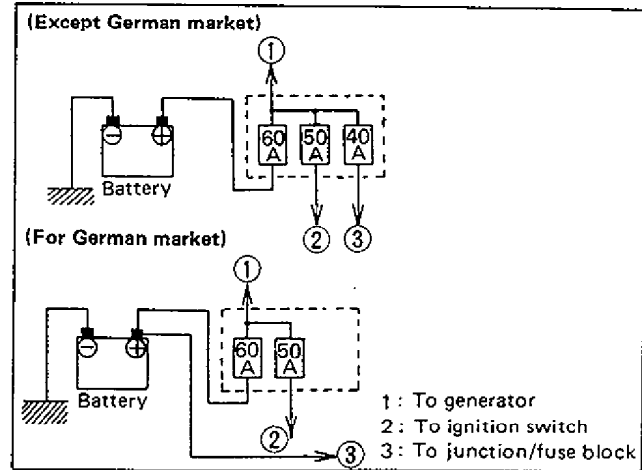 (Except German market)
1
60 A
50 A
40 A
− +
Battery
2 3
(For German market)
1
60 A
50 A
− +
Battery
2
3
1 : To generator
2 : To ignition switch
3 : To junction/fuse block